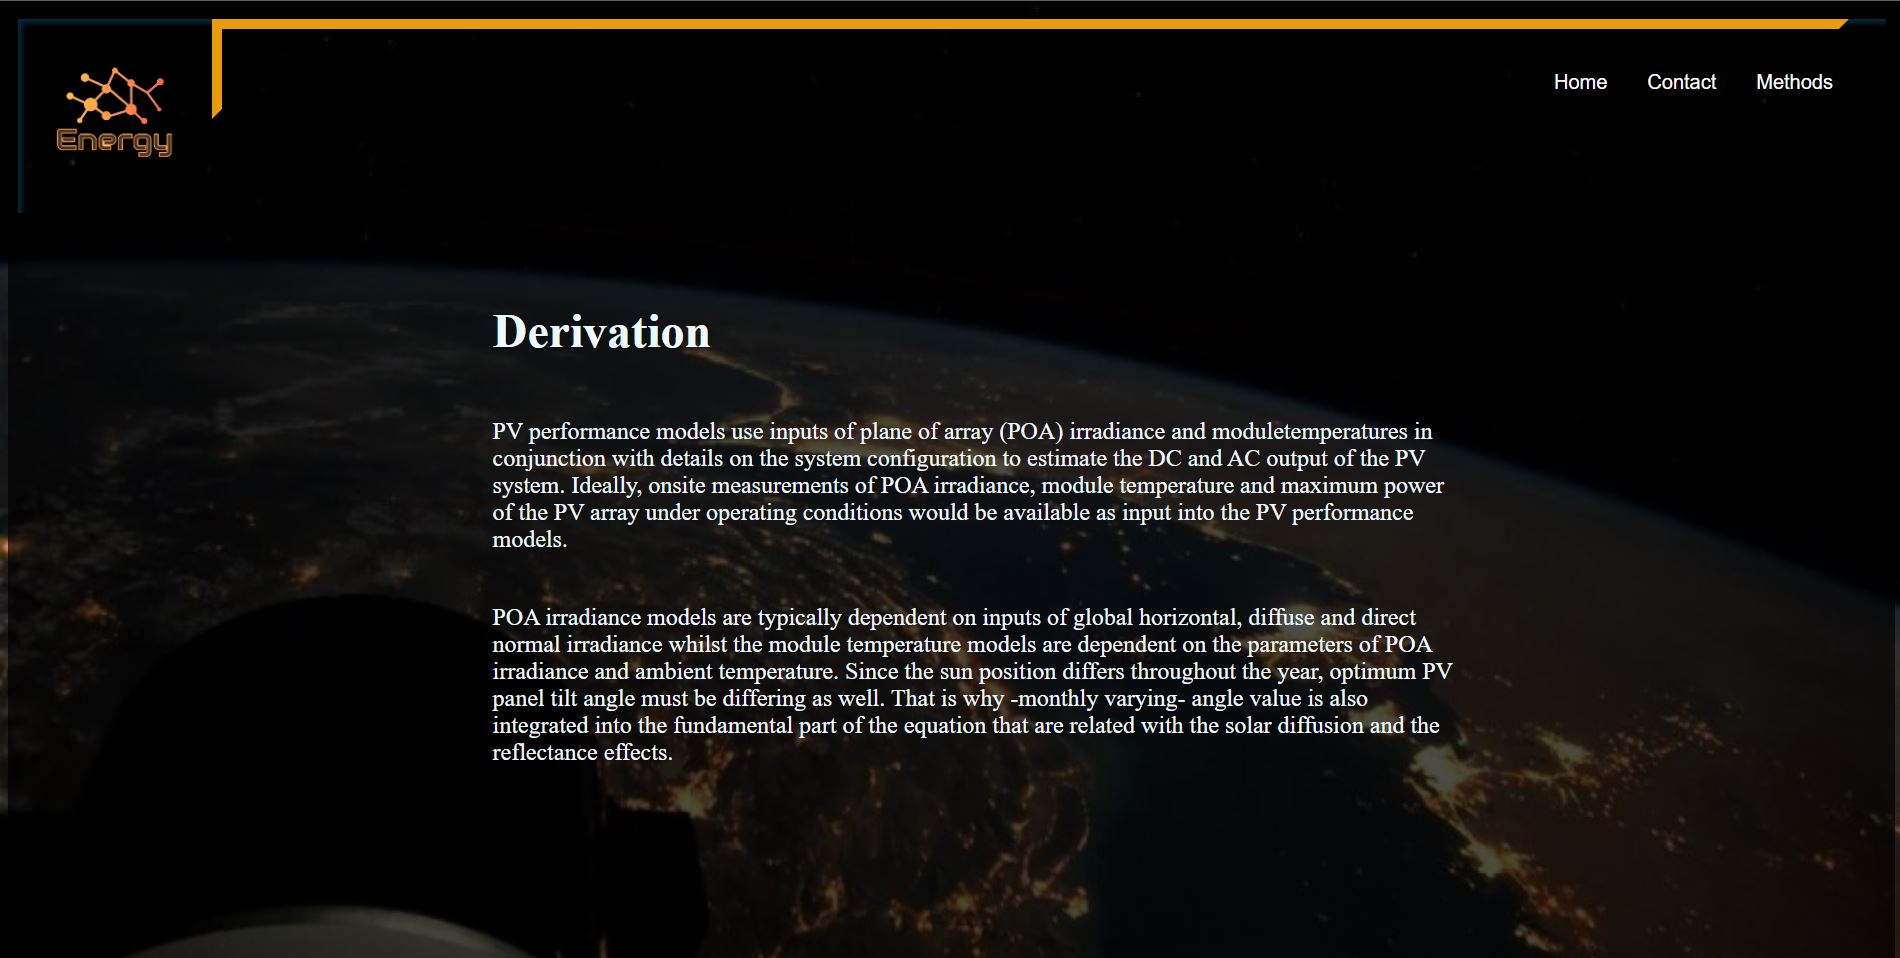 Energy
Home Contact Methods
Derivation
PV performance models use inputs of plane of array (POA) irradiance and moduletemperatures in
conjunction with details on the system configuration to estimate the DC and AC output of the PV
system. Ideally, onsite measurements of POA irradiance, module temperature and maximum power
of the PV array under operating conditions would be available as input into the PV performance
models.
POA irradiance models are typically dependent on inputs of global horizontal, diffuse and direct
normal irradiance whilst the module temperature models are dependent on the parameters of POA
irradiance and ambient temperature. Since the sun position differs throughout the year, optimum PV
panel tilt angle must be differing as well. That is why -monthly varying- angle value is also
integrated into the fundamental part of the equation that are related with the solar diffusion and the
reflectance effects.